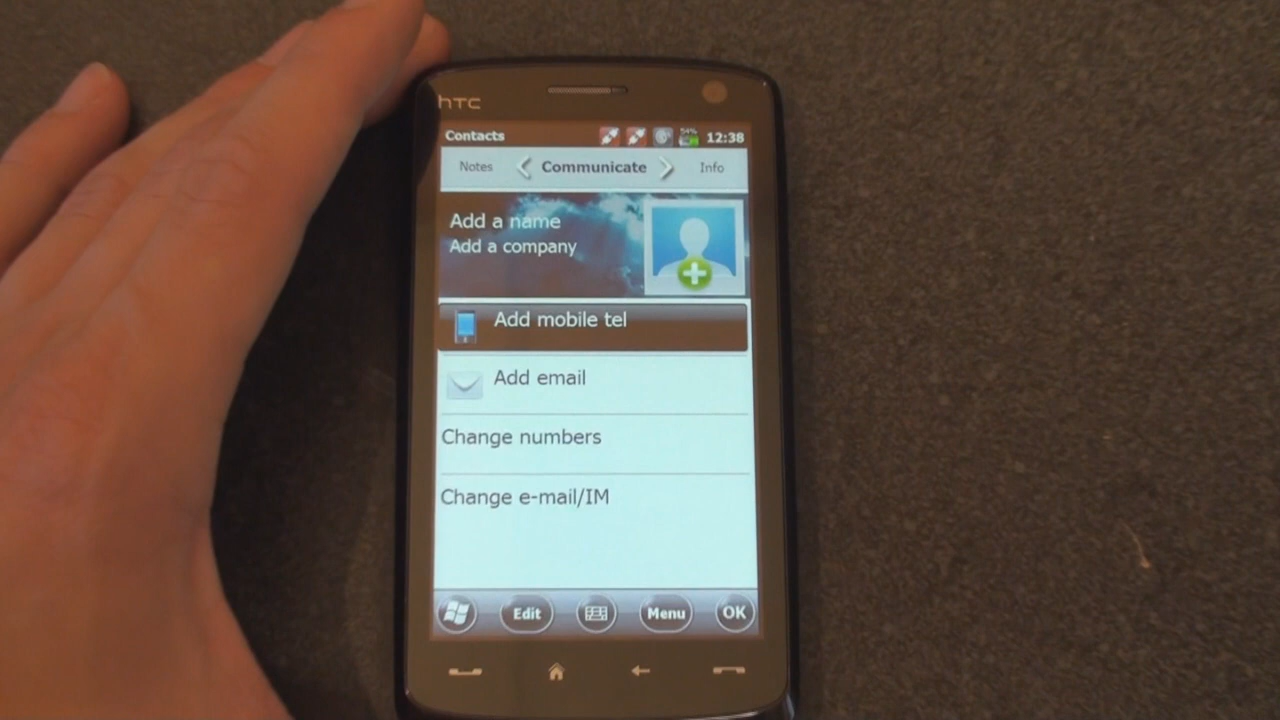 hTC
Contacts 54% 12:38
Notes Communicate Info
Add a name
Add a company
Add mobile tel
Add email
Change numbers
Change e-mail/IM
Edit Menu OK